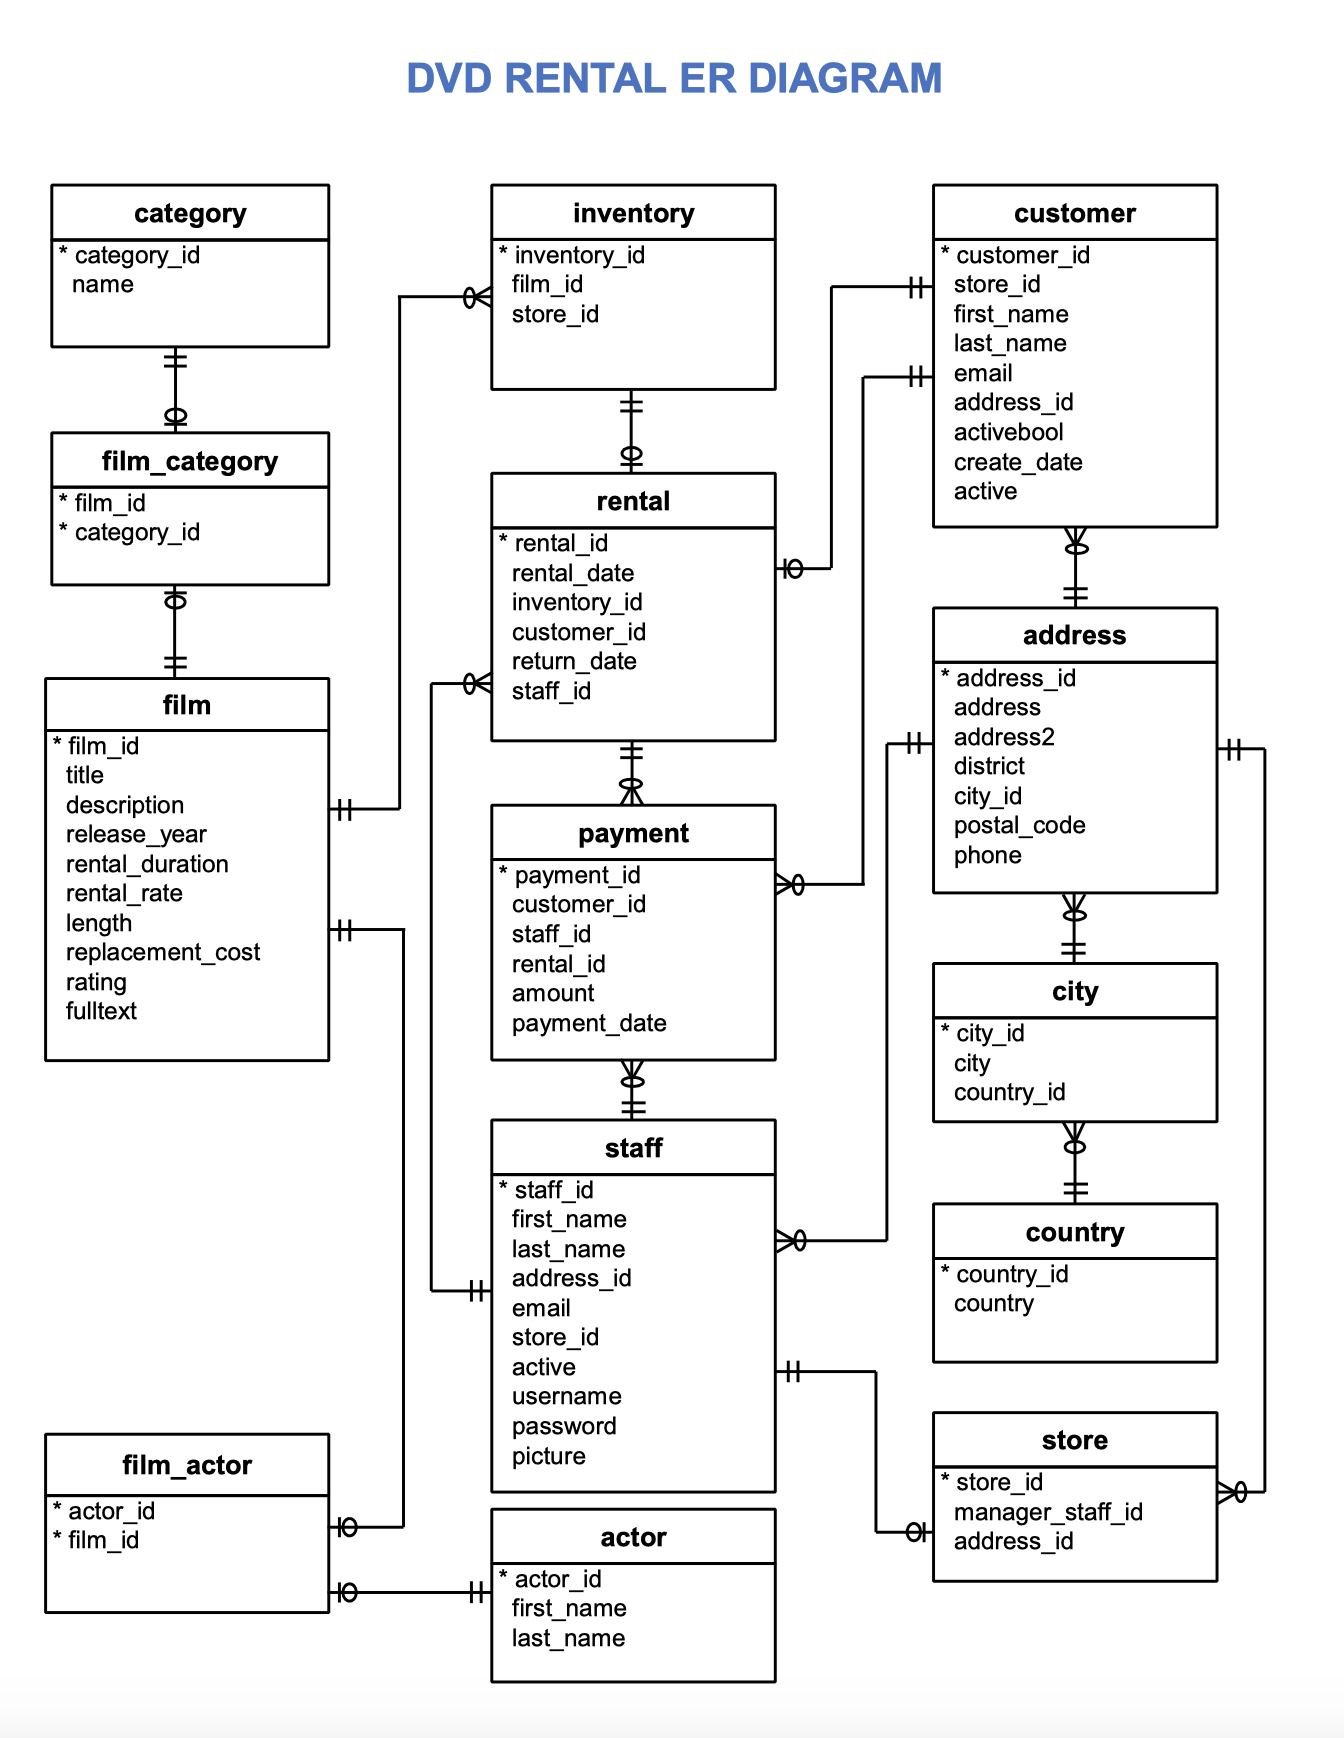 DVD RENTAL ER DIAGRAM
category
* category_id
name
film_category
* film_id
* category_id
film
* film_id
title
description
release_year
rental_duration
rental_rate
length
replacement_cost
rating
fulltext
film_actor
* actor_id
* film_id
inventory
* inventory_id
film_id
store_id
rental
* rental_id
rental_date
inventory_id
customer_id
return_date
staff_id
payment
* payment_id
customer_id
staff_id
rental_id
amount
payment_date
staff
* staff_id
first_name
last_name
address_id
email
store_id
active
username
password
picture
actor
* actor_id
first_name
last_name
customer
* customer_id
store_id
first_name
last_name
email
address_id
activebool
create_date
active
address
* address_id
address
address2
district
city_id
postal_code
phone
city
* city_id
city
country_id
country
* country_id
country
store
* store_id
manager_staff_id
address_id